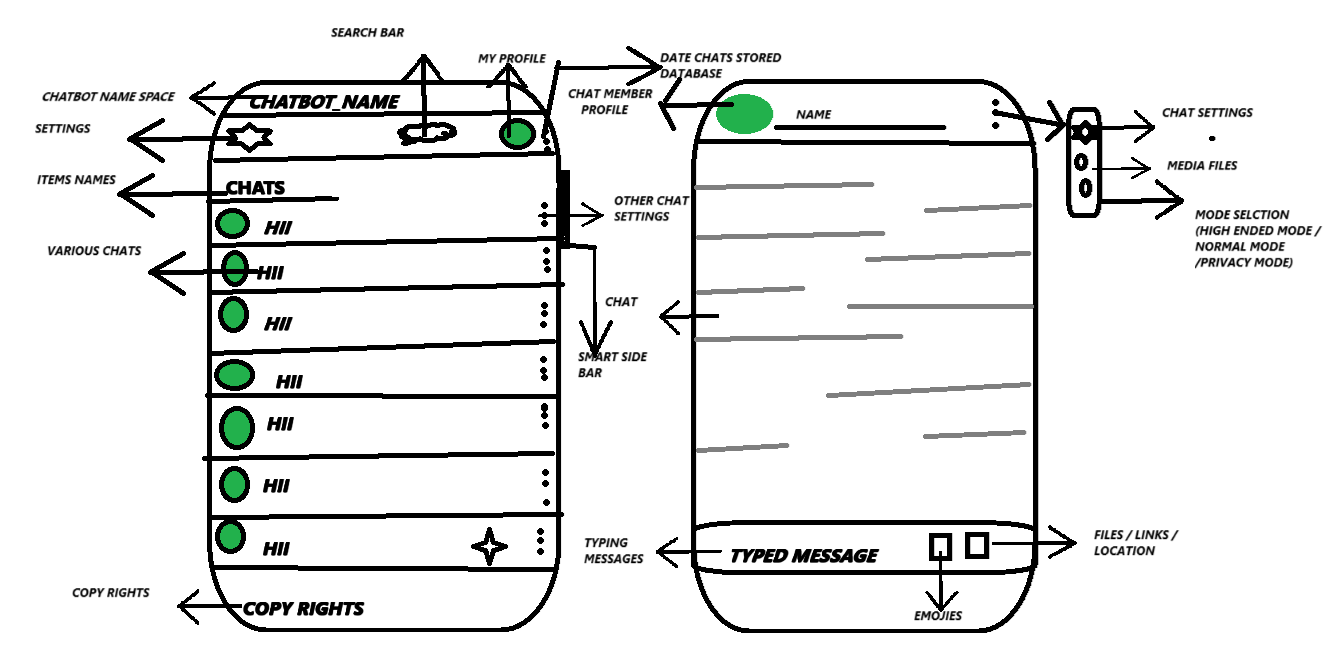 SEARCH BAR
MY PROFILE
DATE CHATS STORED
DATABASE
CHATBOT NAME SPACE
CHATBOT_NAME
CHAT MEMBER
PROFILE
NAME
CHAT SETTINGS
SETTINGS
MEDIA FILES
ITEMS NAMES
CHATS
OTHER CHAT
SETTINGS
MODE SELCTION
(HIGH ENDED MODE /
NORMAL MODE
/PRIVACY MODE)
HII
VARIOUS CHATS
HII
CHAT
HII
SMART SIDE
BAR
HII
HII
HII
HII
TYPING
MESSAGES
TYPED MESSAGE
FILES / LINKS /
LOCATION
COPY RIGHTS
COPY RIGHTS
EMOJIES